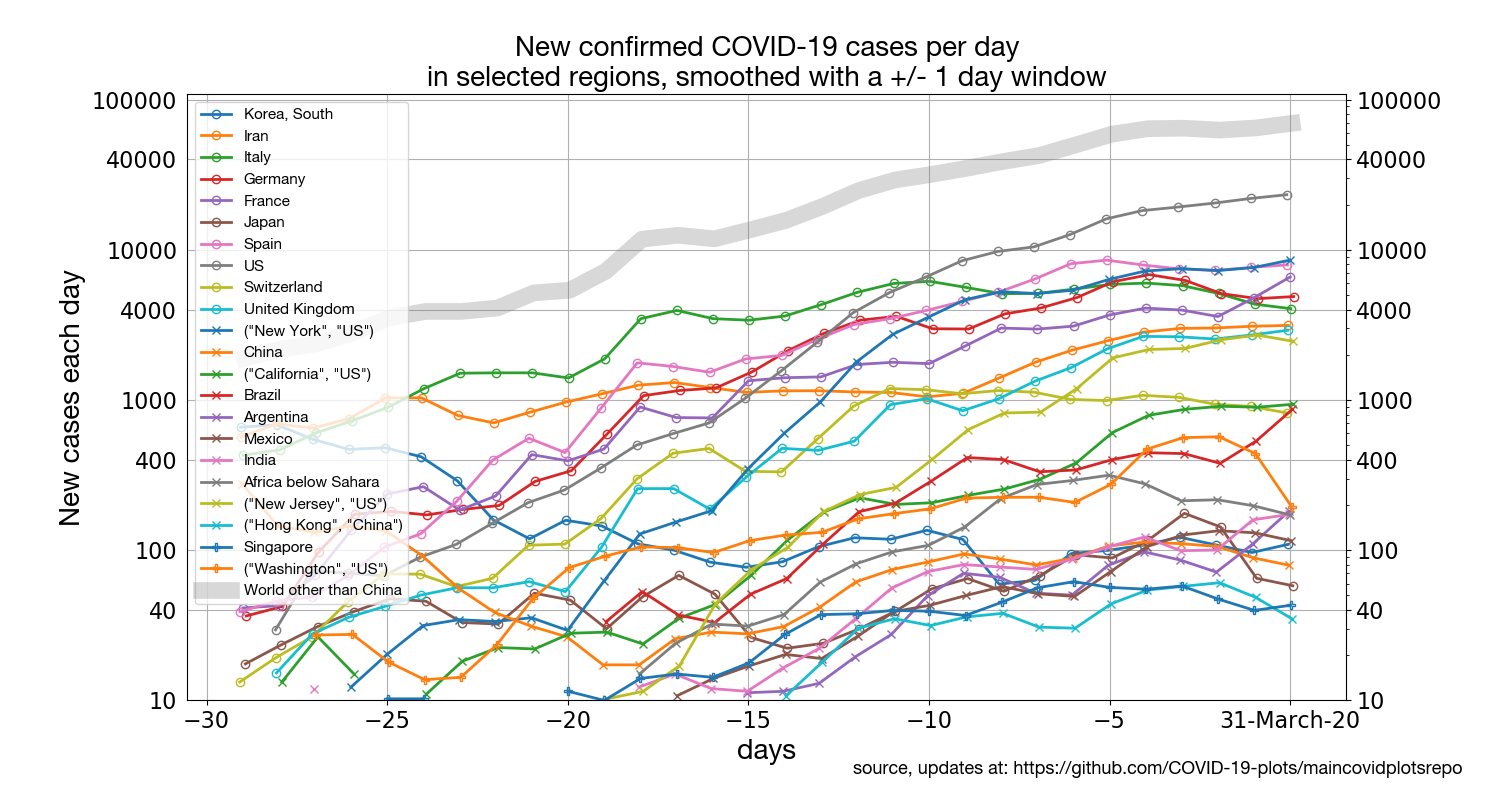 New confirmed COVID-19 cases per day
in selected regions, smoothed with a +/- 1 day window
New cases each day
100000
40000
10000
4000
1000
400
100
40
10
Korea, South
Iran
Italy
Germany
France
Japan
Spain
US
Switzerland
United Kingdom
("New York", "US")
China
("California", "US")
Brazil
Argentina
Mexico
India
Africa below Sahara
("New Jersey", "US")
("Hong Kong", "China")
Singapore
("Washington", "US")
World other than China
100000
40000
10000
4000
1000
400
100
40
10
−30 −25 −20 −15 −10 −5 31-March-20
days
source, updates at: https://github.com/COVID-19-plots/maincovidplotsrepo